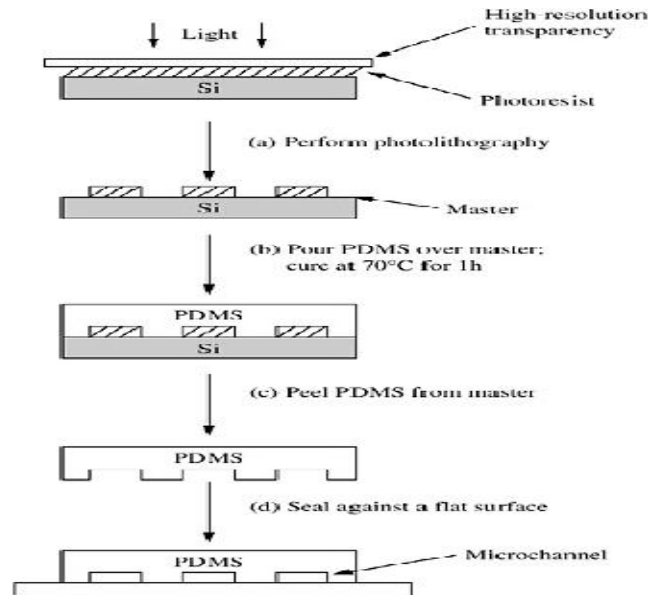 High-resolution
transparency
Light
Si
Photoresist
(a) Perform photolithography
Si
Master
(b) Pour PDMS over master;
cure at 70°C for 1h
PDMS
Si
(c) Peel PDMS from master
PDMS
(d) Seal against a flat surface
PDMS
Microchannel